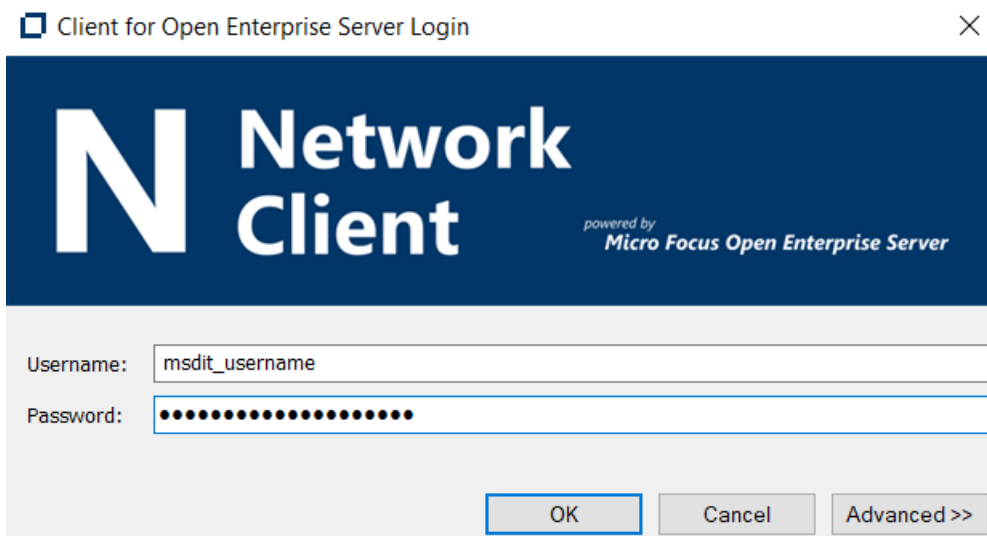 Client for Open Enterprise Server Login
N Network
Client
powered by
Micro Focus Open Enterprise Server
Username: msdit_username
Password: ••••••••••••••••••••
OK Cancel Advanced >>